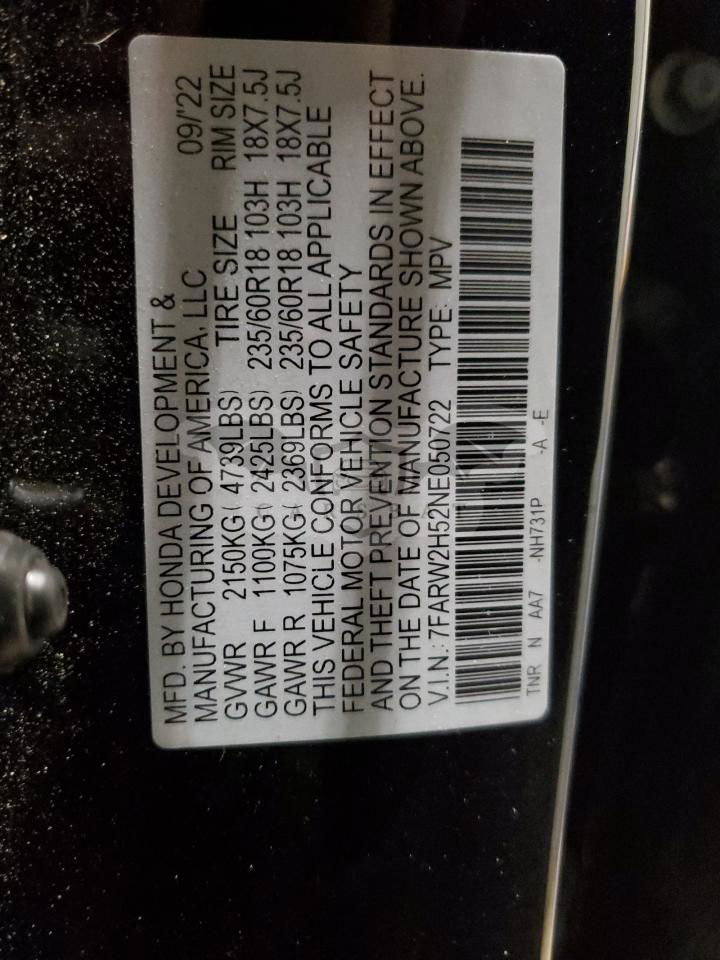 MFD. BY HONDA DEVELOPMENT & 09/'22
MANUFACTURING OF AMERICA, LLC
GVWR 2150KG( 4739LBS) TIRE SIZE RIM SIZE
GAWR F 1100KG( 2425LBS) 235/60R18 103H 18X7.5J
GAWR R 1075KG( 2369LBS) 235/60R18 103H 18X7.5J
THIS VEHICLE CONFORMS TO ALL APPLICABLE
FEDERAL MOTOR VEHICLE SAFETY
AND THEFT PREVENTION STANDARDS IN EFFECT
ON THE DATE OF MANUFACTURE SHOWN ABOVE.
V.I.N.: 7FARW2H52NE050722 TYPE: MPV
TNR N AA7 -NH731P -A -E